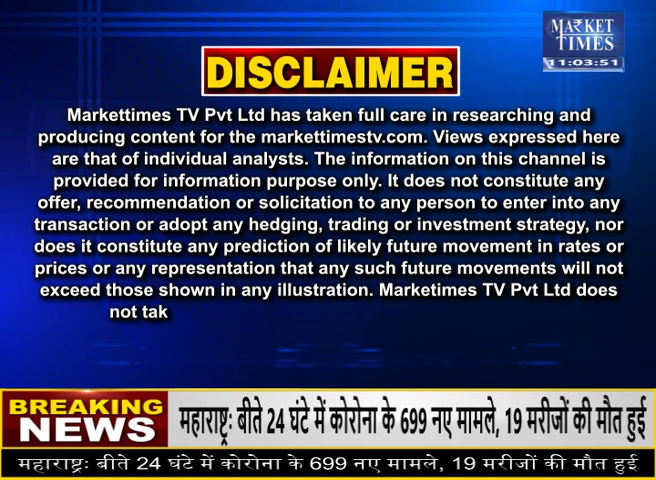 MARKET
TIMES
11:03:51
DISCLAIMER
Markettimes TV Pvt Ltd has taken full care in researching and
producing content for the markettimestv.com. Views expressed here
are that of individual analysts. The information on this channel is
provided for information purpose only. It does not constitute any
offer, recommendation or solicitation to any person to enter into any
transaction or adopt any hedging, trading or investment strategy, nor
does it constitute any prediction of likely future movement in rates or
prices or any representation that any such future movements will not
exceed those shown in any illustration. Marketimes TV Pvt Ltd does
not tak
BREAKING
NEWS
महाराष्ट्रः बीते 24 घंटे में कोरोना के 699 नए मामले, 19 मरीजों की मौत हुई
महाराष्ट्रः बीते 24 घंटे में कोरोना के 699 नए मामले, 19 मरीजों की मौत हुई